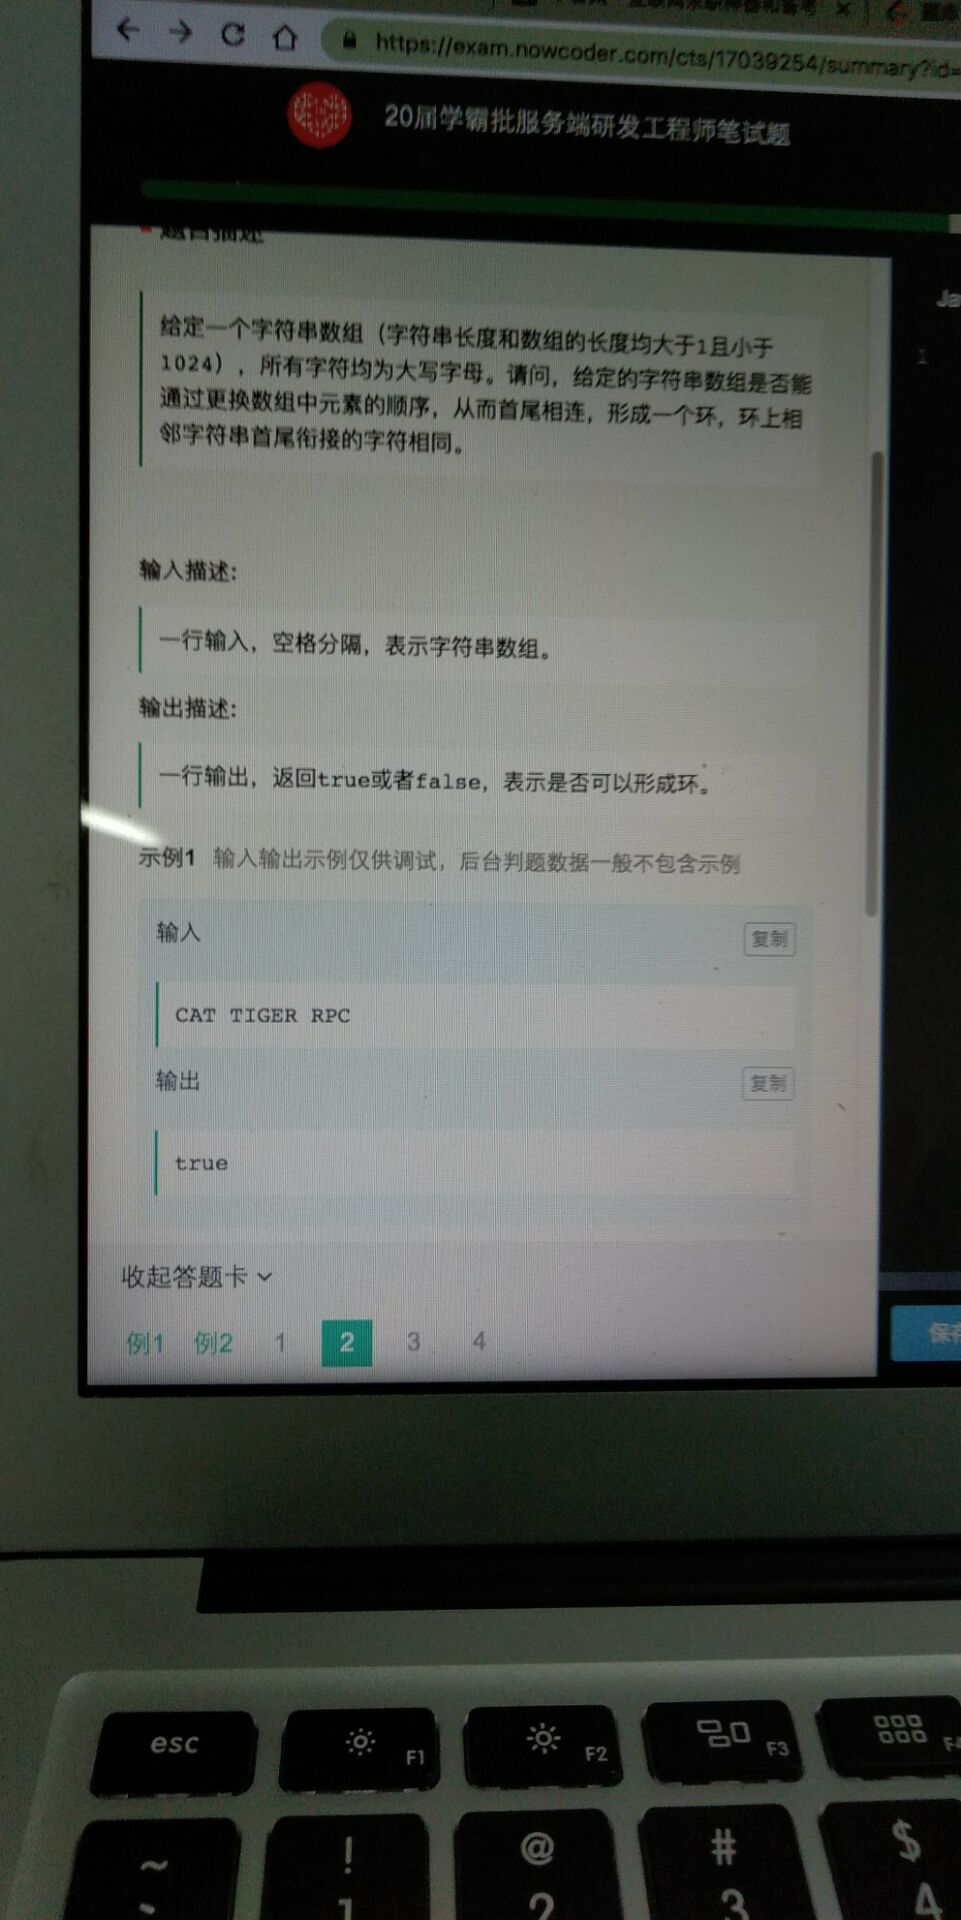 https://exam.nowcoder.com/cts/17039254/summary?id=
20届学霸批服务端研发工程师笔试题
题目描述
Ja
1
给定一个字符串数组（字符串长度和数组的长度均大于1且小于
1024），所有字符均为大写字母。请问，给定的字符串数组是否能
通过更换数组中元素的顺序，从而首尾相连，形成一个环，环上相
邻字符串首尾衔接的字符相同。
输入描述:
一行输入，空格分隔，表示字符串数组。
输出描述:
一行输出，返回true或者false，表示是否可以形成环。
示例1 输入输出示例仅供调试，后台判题数据一般不包含示例
输入
复制
CAT TIGER RPC
输出
复制
true
收起答题卡
例1 例2 1 2 3 4
保存
esc F1 F2 F3 F4
~ ! @ # $
1 2 3 4